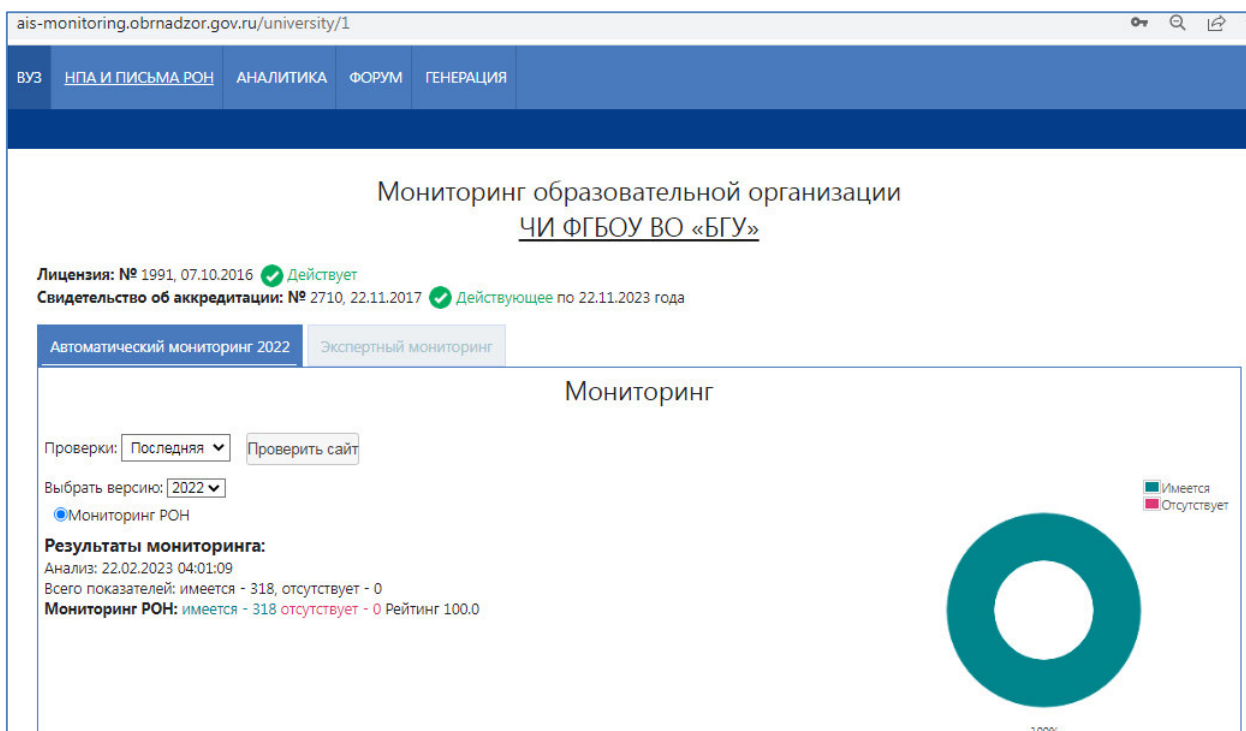 ais-monitoring.obrnadzor.gov.ru/university/1
ВУЗ НПА И ПИСЬМА РОН АНАЛИТИКА ФОРУМ ГЕНЕРАЦИЯ
Мониторинг образовательной организации
ЧИ ФГБОУ ВО «БГУ»
Лицензия: № 1991, 07.10.2016 Действует
Свидетельство об аккредитации: № 2710, 22.11.2017 Действующее по 22.11.2023 года
Автоматический мониторинг 2022 Экспертный мониторинг
Мониторинг
Проверки: Последняя Проверить сайт
Выбрать версию: 2022
Мониторинг РОН
Имеется
Отсутствует
Результаты мониторинга:
Анализ: 22.02.2023 04:01:09
Всего показателей: имеется - 318, отсутствует - 0
Мониторинг РОН: имеется - 318 отсутствует - 0 Рейтинг 100.0
100%